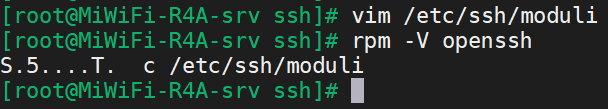 [root@MiWiFi-R4A-srv ssh]# vim /etc/ssh/moduli
[root@MiWiFi-R4A-srv ssh]# rpm -V openssh
S.5....T.  c /etc/ssh/moduli
[root@MiWiFi-R4A-srv ssh]#